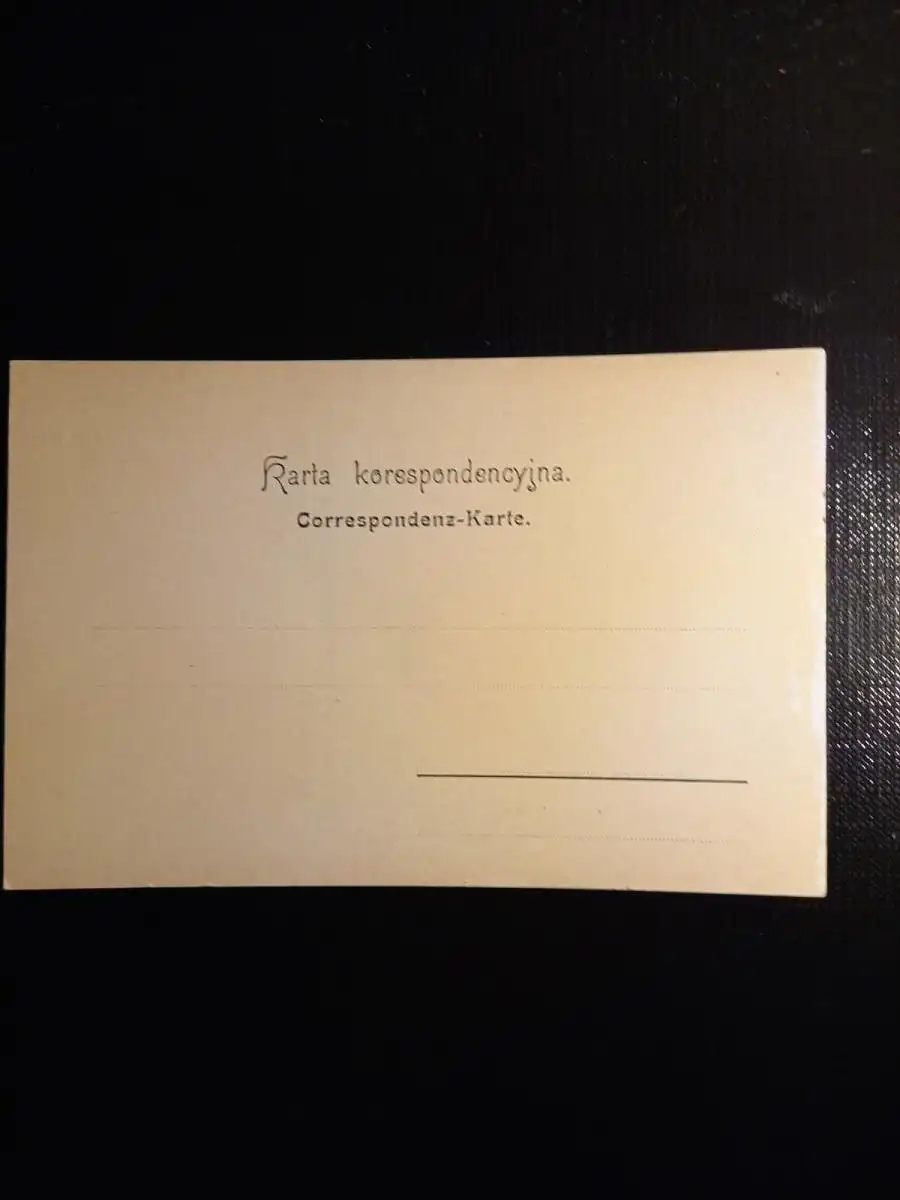 Karta korespondencyjna.
Correspondenz-Karte.